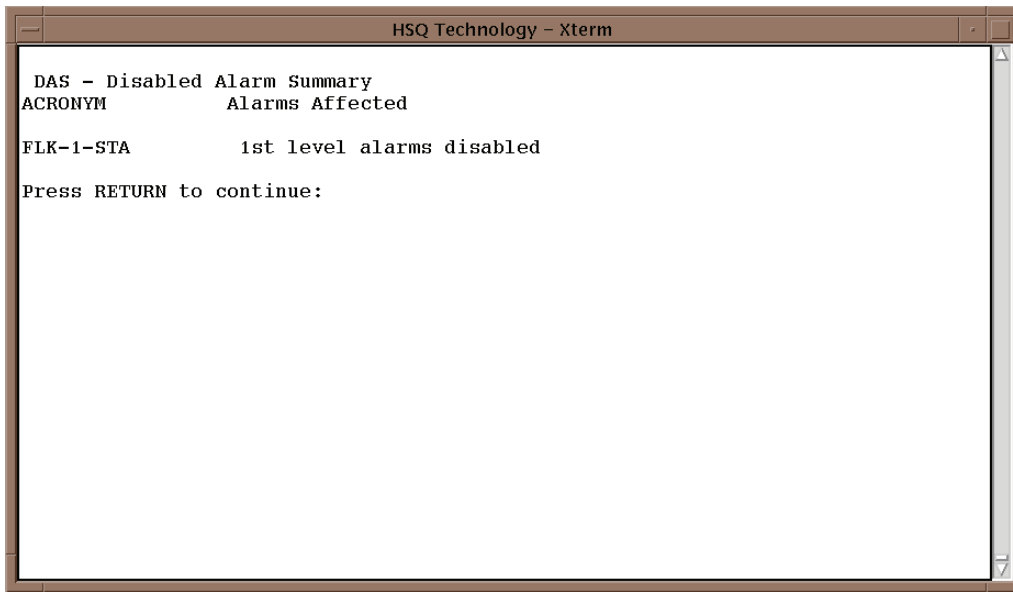 HSQ Technology – Xterm
DAS – Disabled Alarm Summary
ACRONYM Alarms Affected
FLK-1-STA 1st level alarms disabled
Press RETURN to continue: